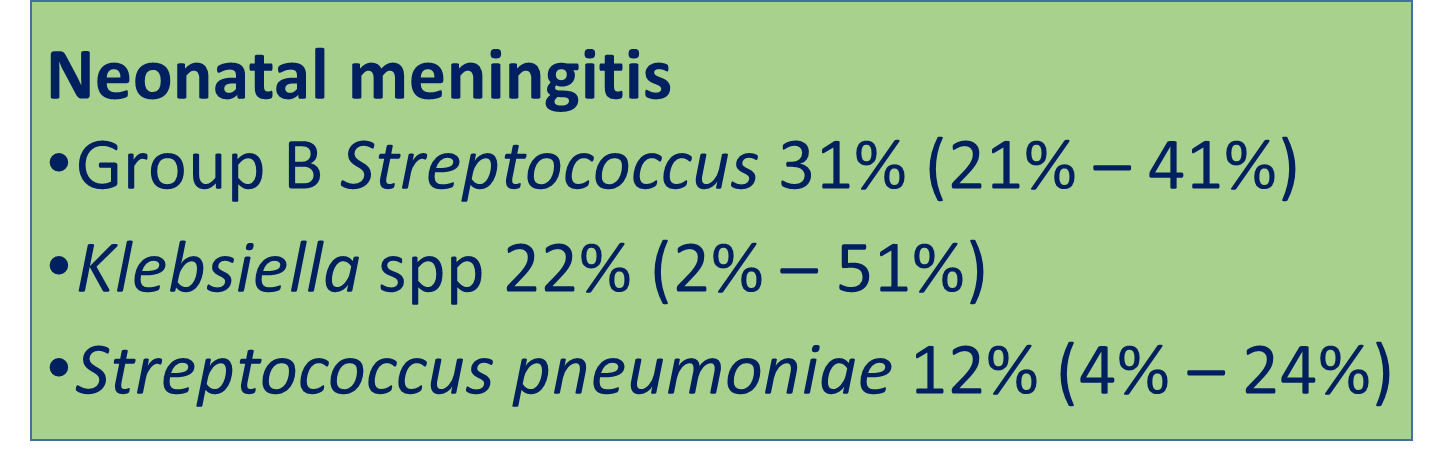 Neonatal meningitis
•Group B Streptococcus 31% (21% – 41%)
•Klebsiella spp 22% (2% – 51%)
•Streptococcus pneumoniae 12% (4% – 24%)